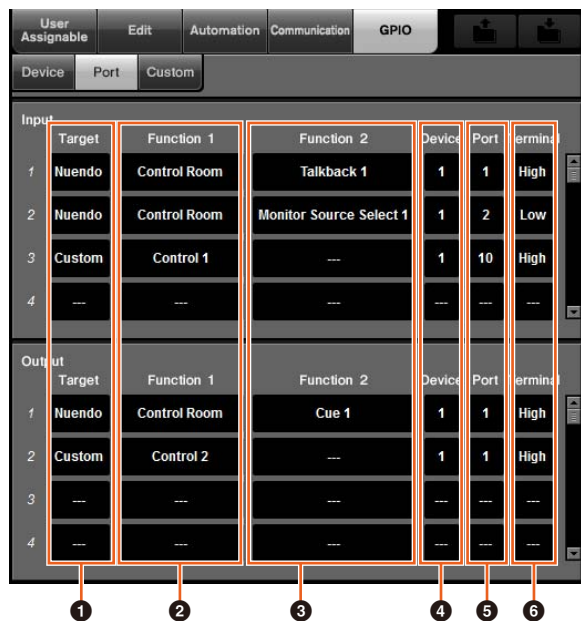 User Assignable Edit Automation Communication GPIO
Device Port Custom
Input
Target Function 1 Function 2 Device Port Terminal
1 Nuendo Control Room Talkback 1 1 1 High
2 Nuendo Control Room Monitor Source Select 1 1 2 Low
3 Custom Control 1 --- 1 10 High
4 --- --- --- --- --- ---
Output
Target Function 1 Function 2 Device Port Terminal
1 Nuendo Control Room Cue 1 1 1 High
2 Custom Control 2 --- 1 1 High
3 --- --- --- --- --- ---
4 --- --- --- --- --- ---
1 2 3 4 5 6